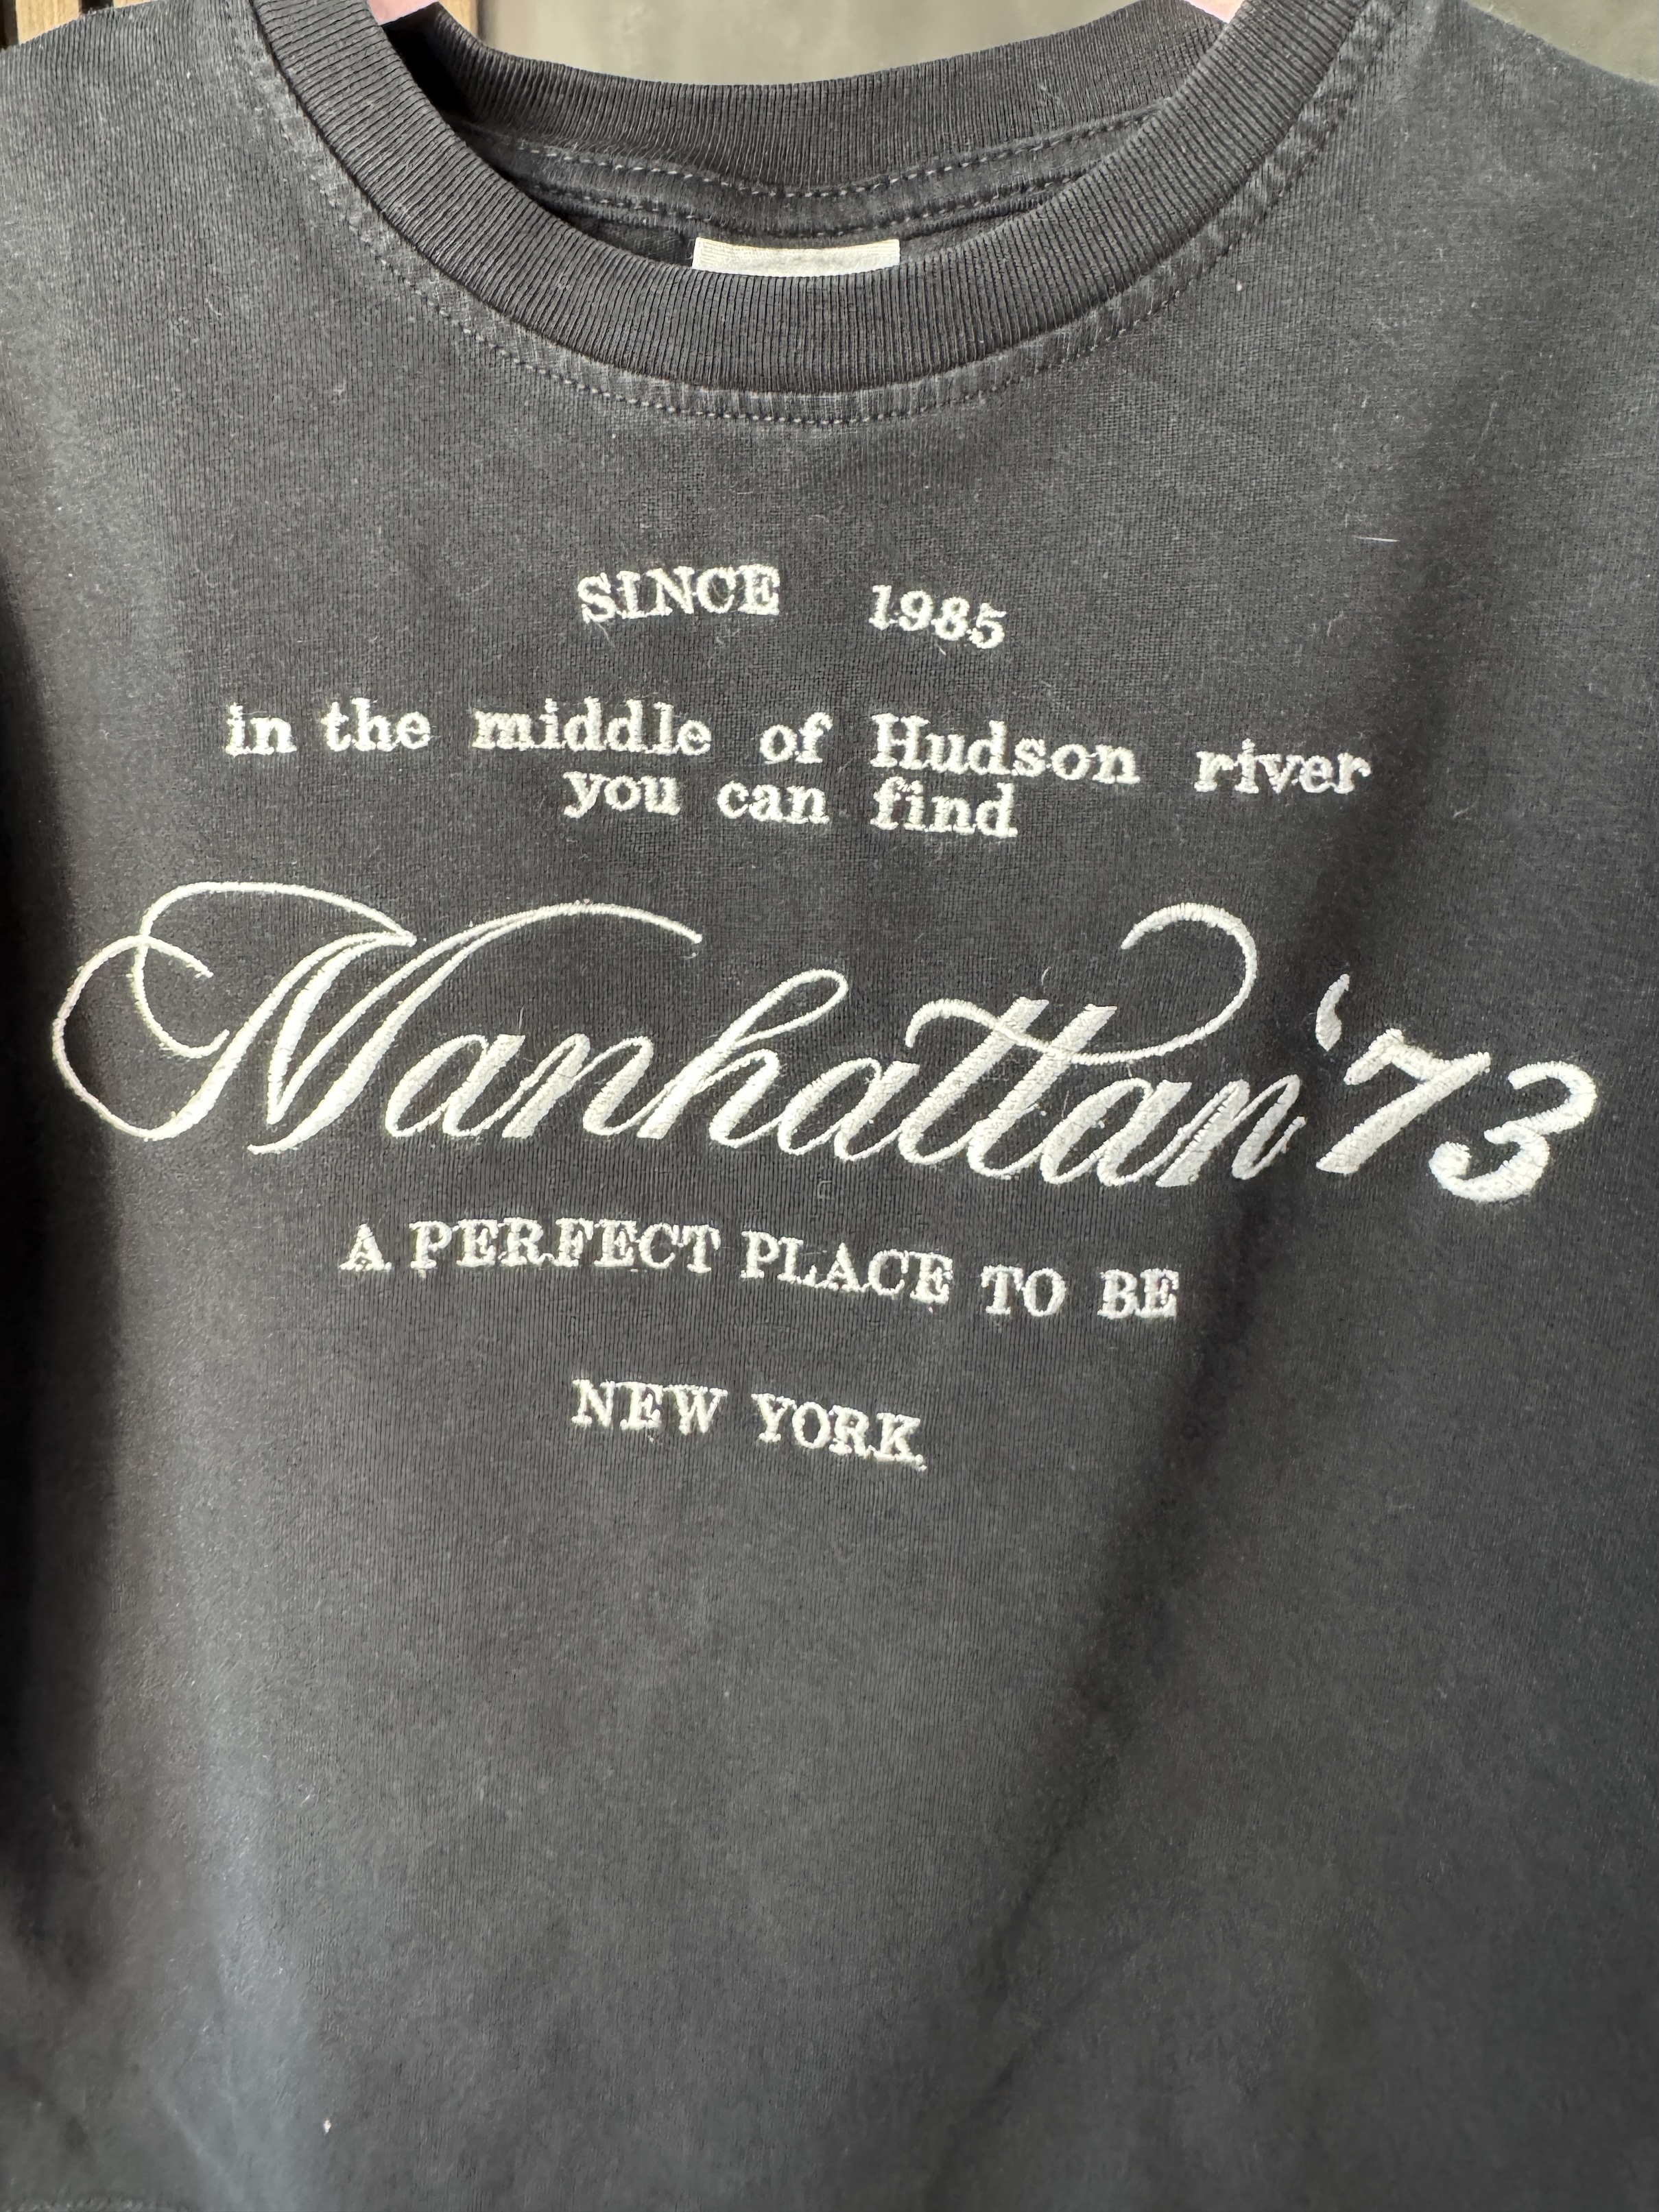 SINCE 1985
in the middle of Hudson river
you can find
Manhattan '73
A PERFECT PLACE TO BE
NEW YORK